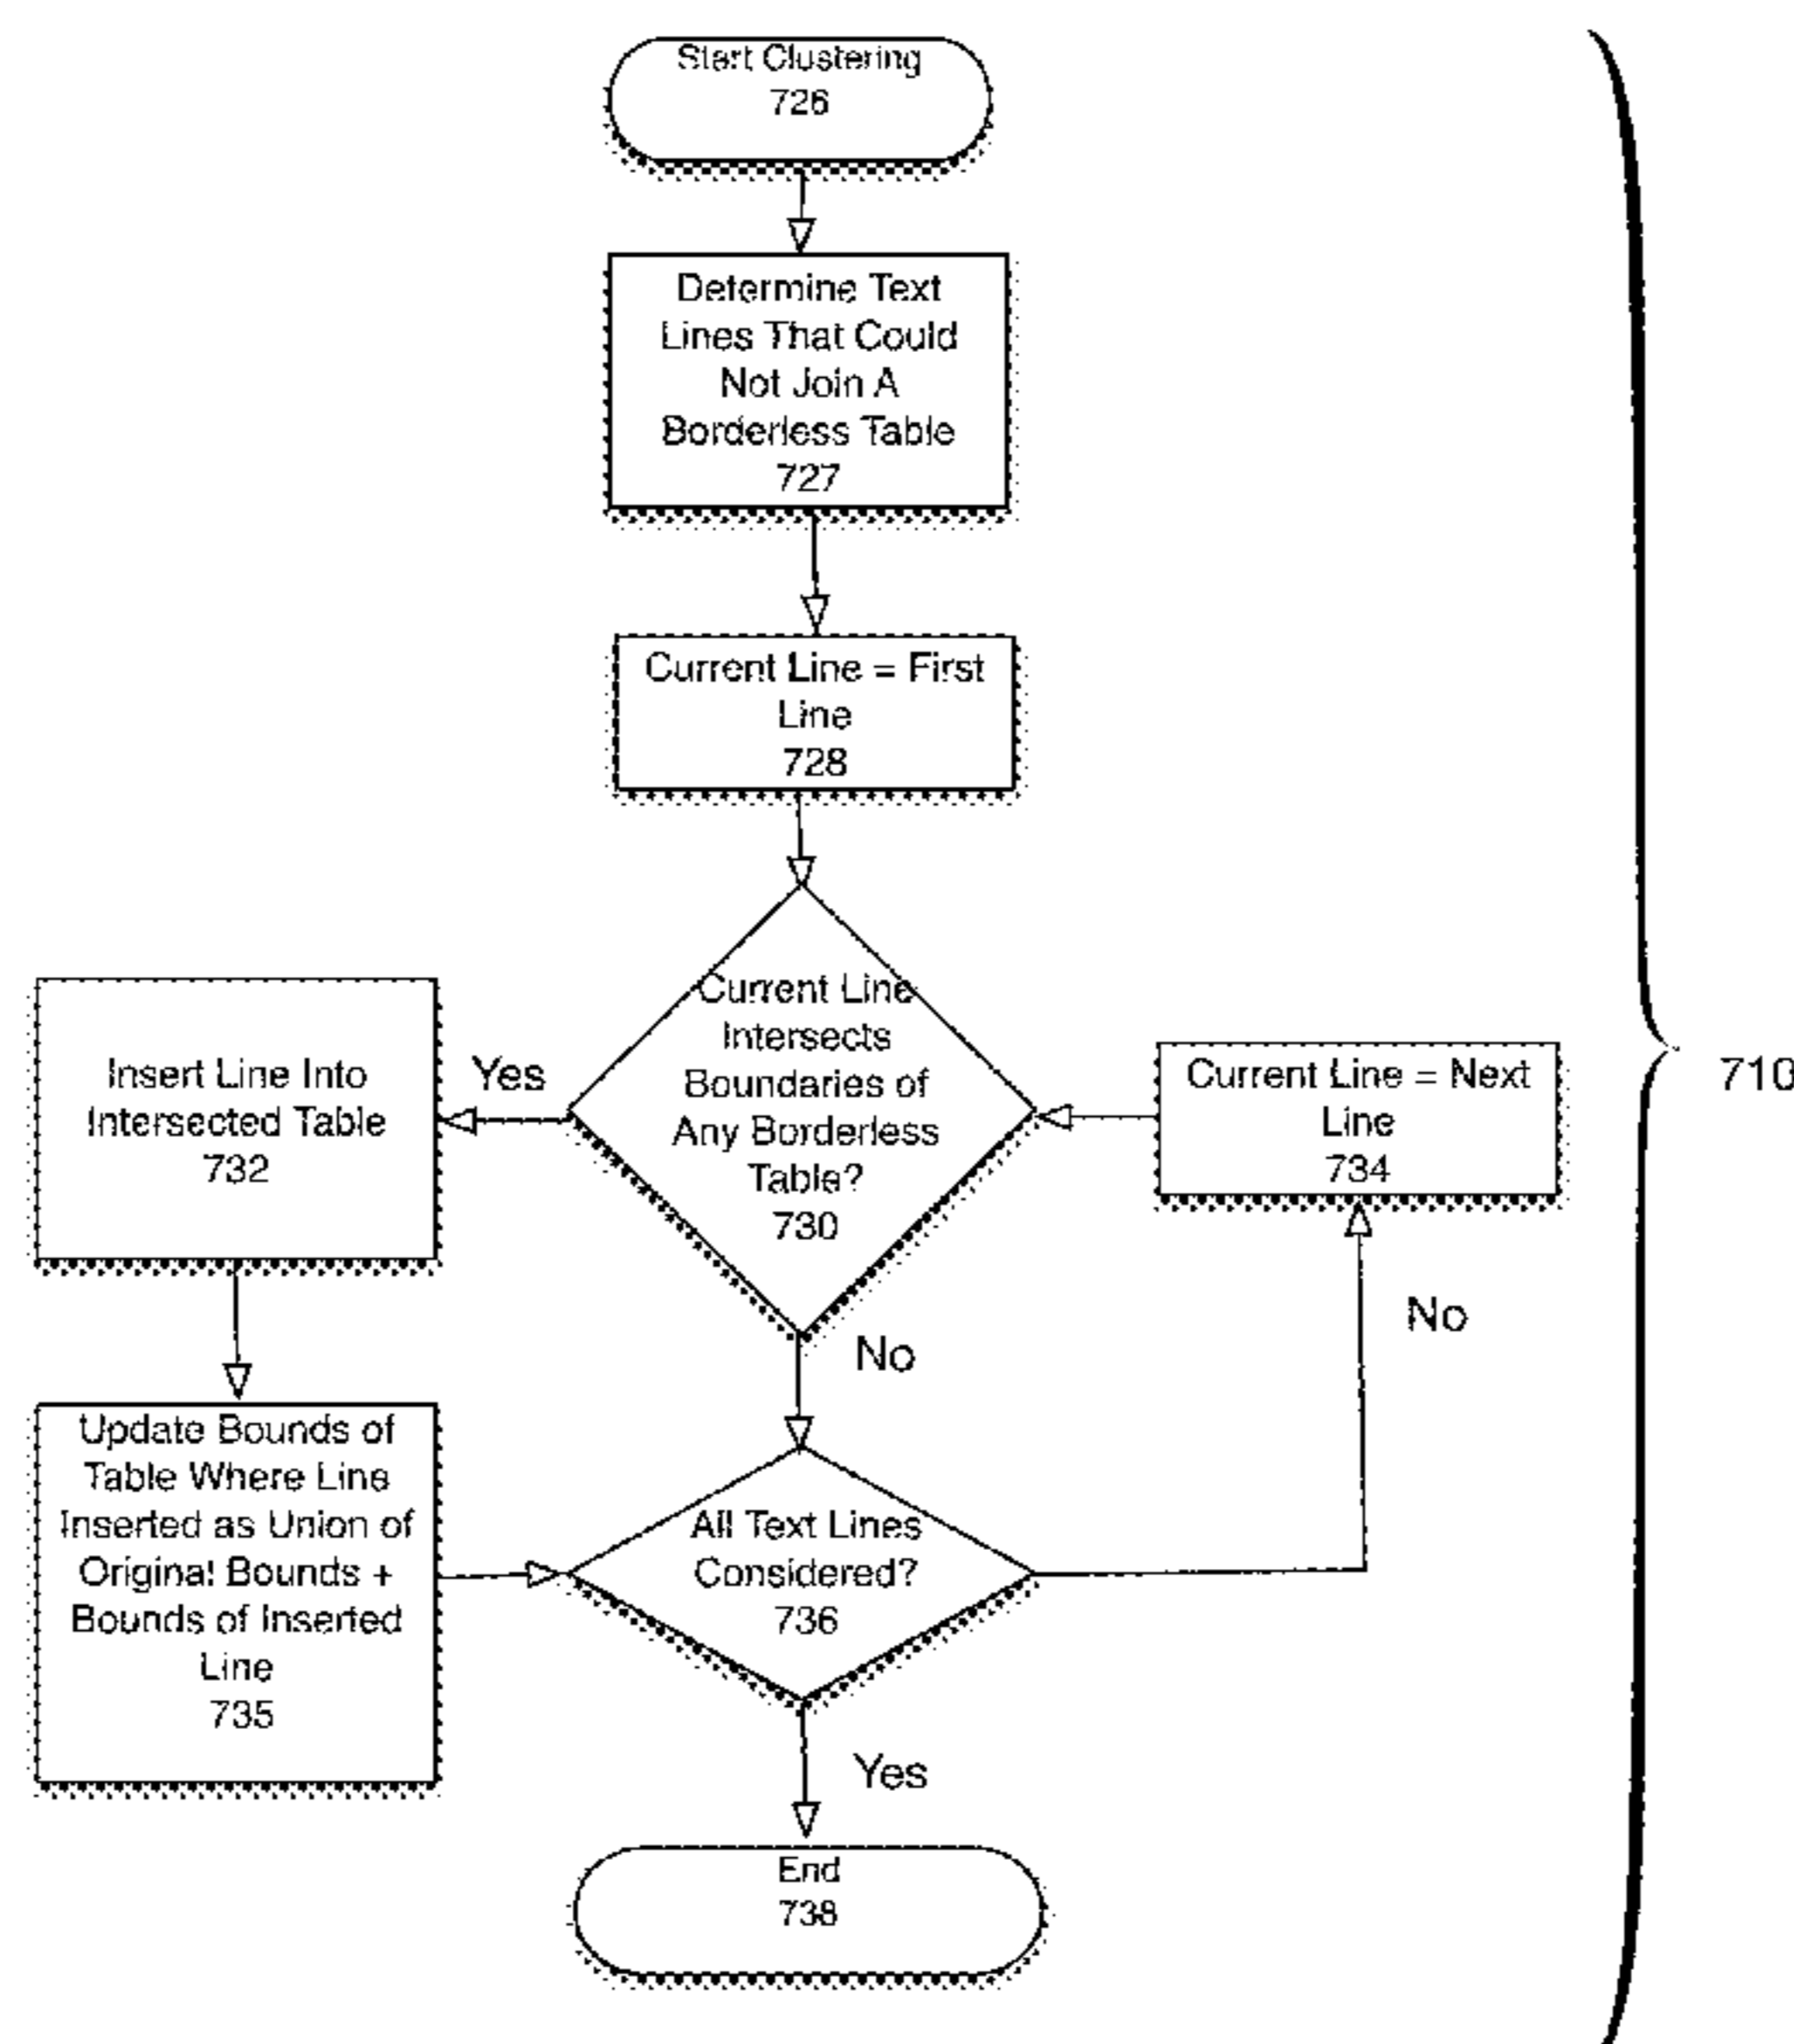 Start Clustering
726
Determine Text
Lines That Could
Not Join A
Borderless Table
727
Current Line = First
Line
728
Current Line
Intersects
Boundaries of
Any Borderless
Table?
730
Yes
Insert Line Into
Intersected Table
732
Current Line = Next
Line
734
710
No
No
Update Bounds of
Table Where Line
Inserted as Union of
Original Bounds +
Bounds of Inserted
Line
735
All Text Lines
Considered?
736
Yes
End
738